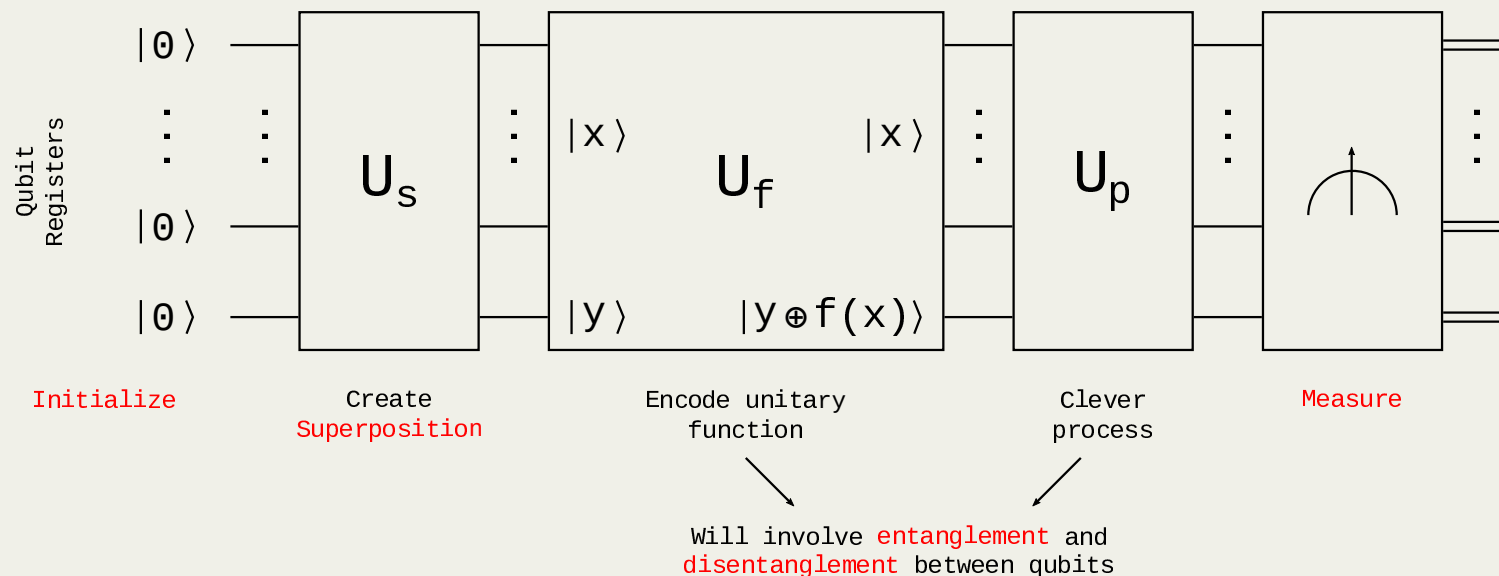 Qubit
Registers
|0⟩
|0⟩
|0⟩
Us
|x⟩ |x⟩
Uf
|y⟩ |y⊕f(x)⟩
Up
Initialize
Create
Superposition
Encode unitary
function
Clever
process
Measure
Will involve entanglement and
disentanglement between qubits